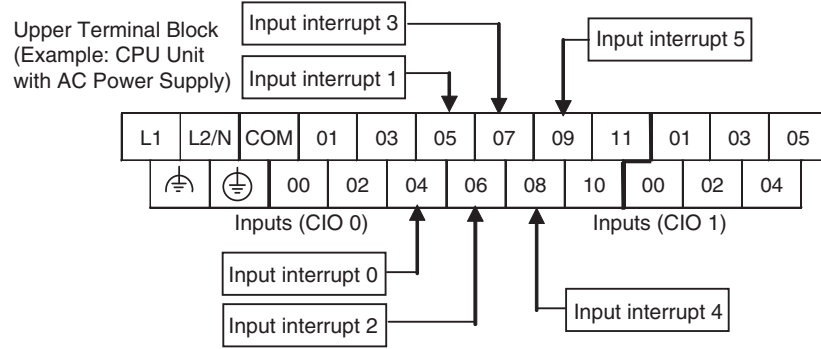 Upper Terminal Block
(Example: CPU Unit
with AC Power Supply)
Input interrupt 3
Input interrupt 5
Input interrupt 1
L1 L2/N COM 01 03 05 07 09 11 01 03 05
00 02 04 06 08 10 00 02 04
Inputs (CIO 0) Inputs (CIO 1)
Input interrupt 0
Input interrupt 2
Input interrupt 4